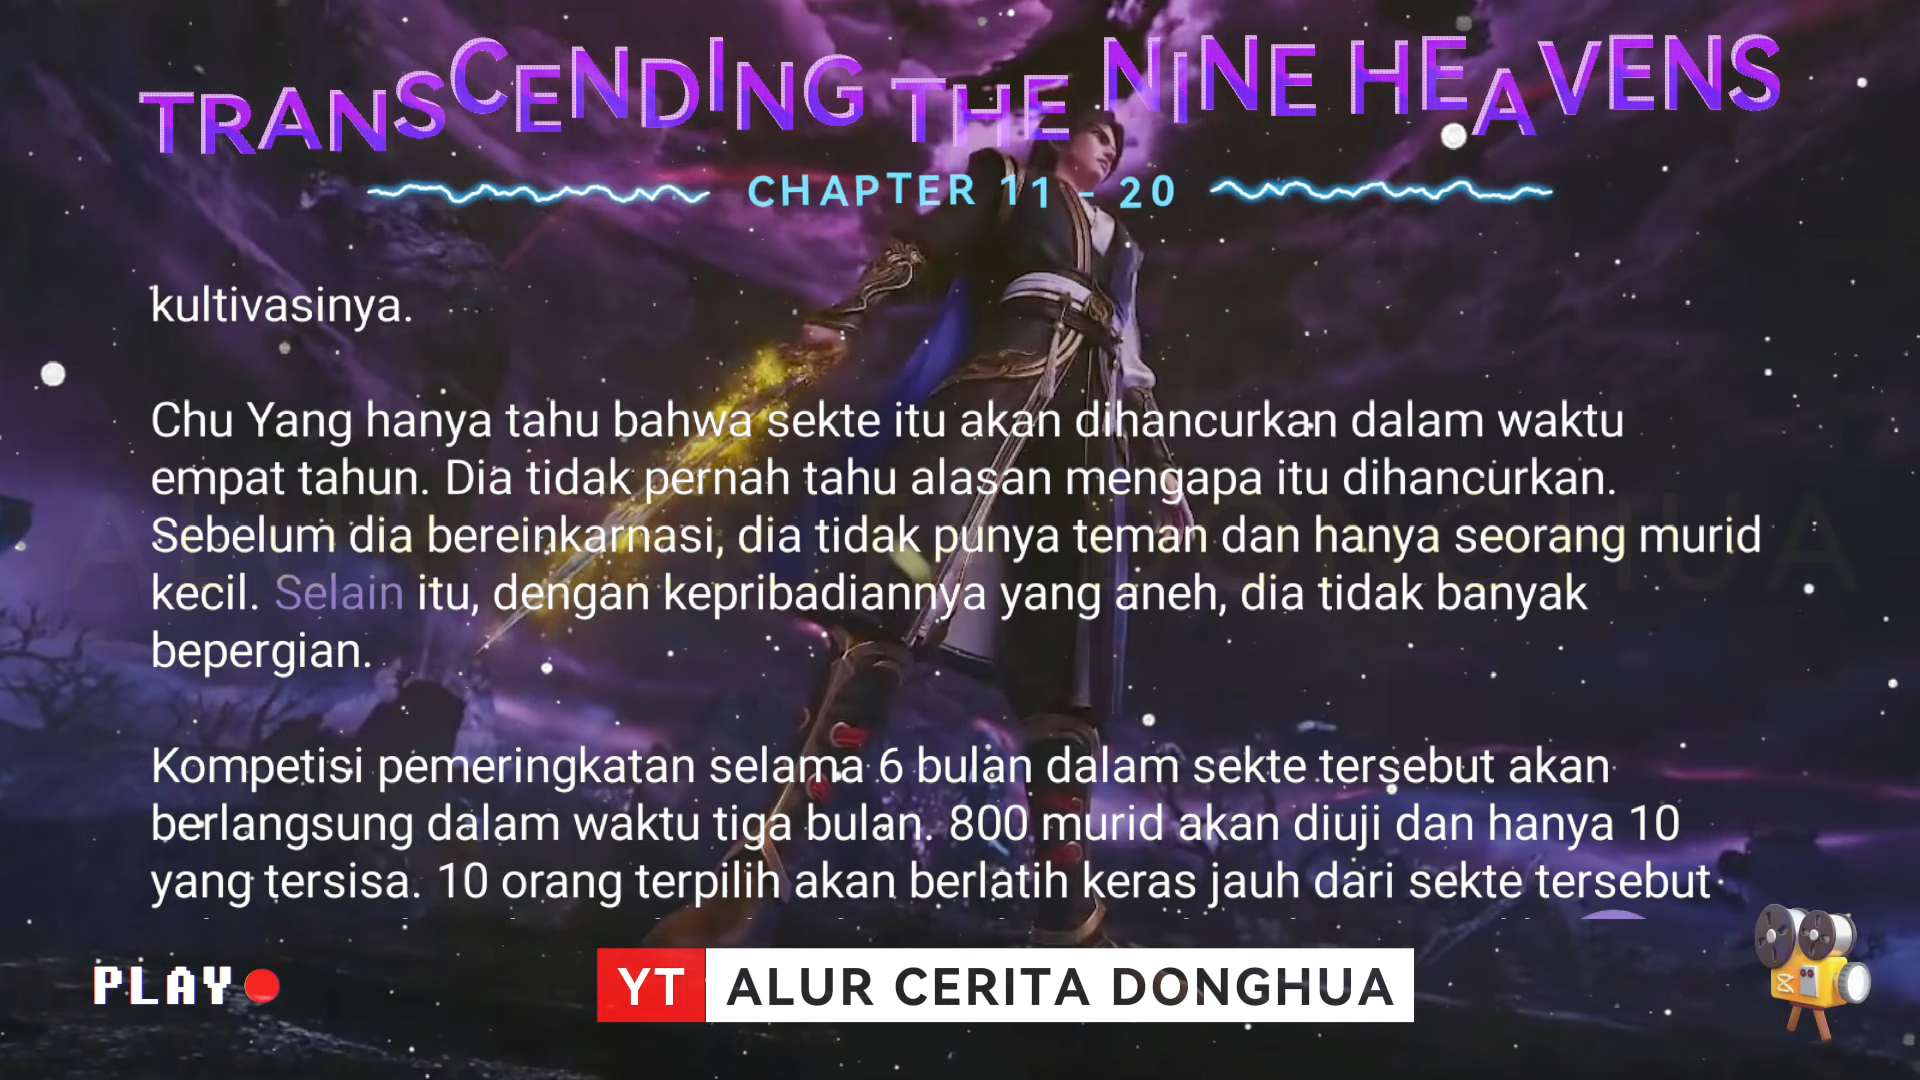 TRANSCENDING THE NINE HEAVENS
CHAPTER 11 - 20
kultivasinya.
Chu Yang hanya tahu bahwa sekte itu akan dihancurkan dalam waktu
empat tahun. Dia tidak pernah tahu alasan mengapa itu dihancurkan.
Sebelum dia bereinkarnasi, dia tidak punya teman dan hanya seorang murid
kecil. Selain itu, dengan kepribadiannya yang aneh, dia tidak banyak
bepergian.
Kompetisi pemeringkatan selama 6 bulan dalam sekte tersebut akan
berlangsung dalam waktu tiga bulan. 800 murid akan diuji dan hanya 10
yang tersisa. 10 orang terpilih akan berlatih keras jauh dari sekte tersebut
PLAY
YT ALUR CERITA DONGHUA